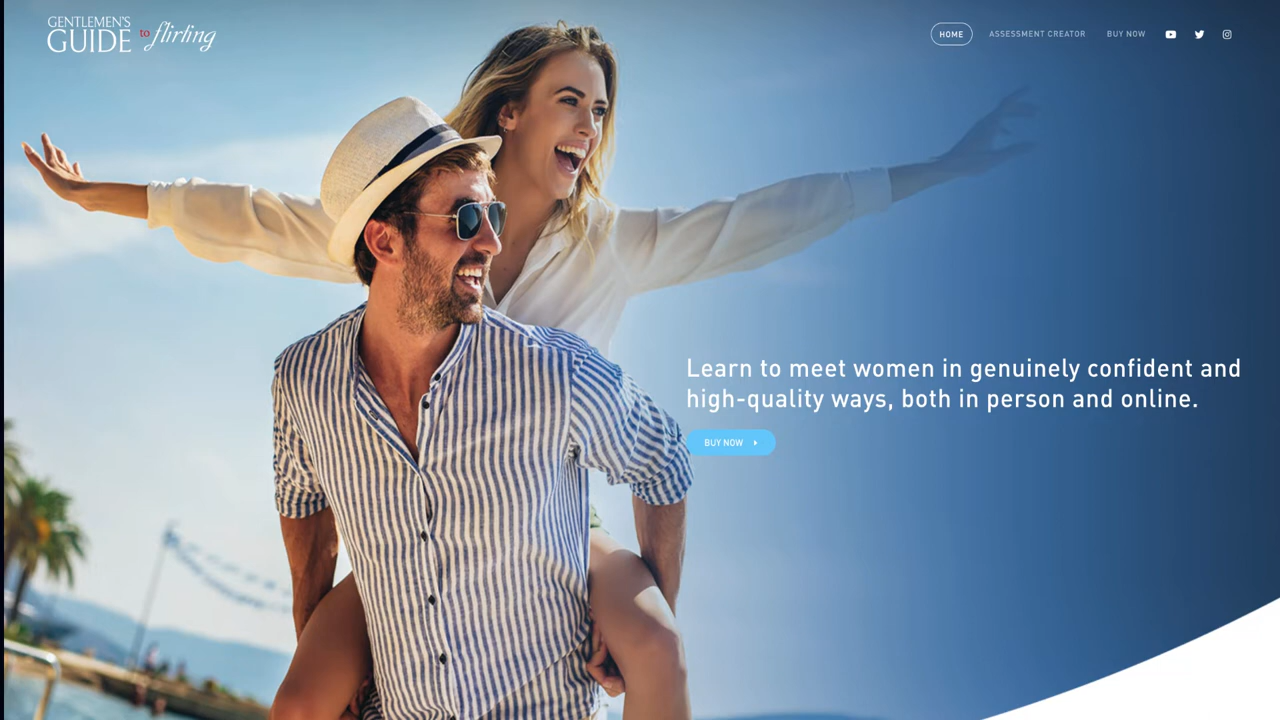 GENTLEMEN'S
GUIDE to flirting
HOME ASSESSMENT CREATOR BUY NOW
Learn to meet women in genuinely confident and
high-quality ways, both in person and online.
BUY NOW